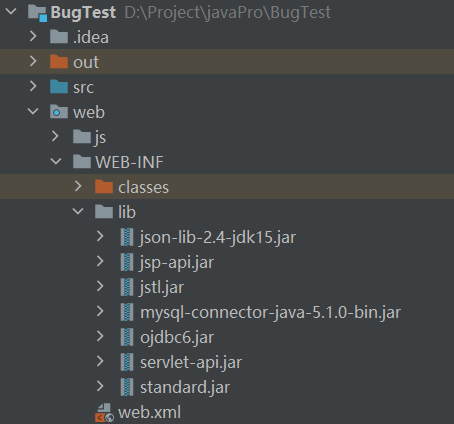 BugTest D:\Project\javaPro\BugTest
.idea
out
src
web
js
WEB-INF
classes
lib
json-lib-2.4-jdk15.jar
jsp-api.jar
jstl.jar
mysql-connector-java-5.1.0-bin.jar
ojdbc6.jar
servlet-api.jar
standard.jar
web.xml